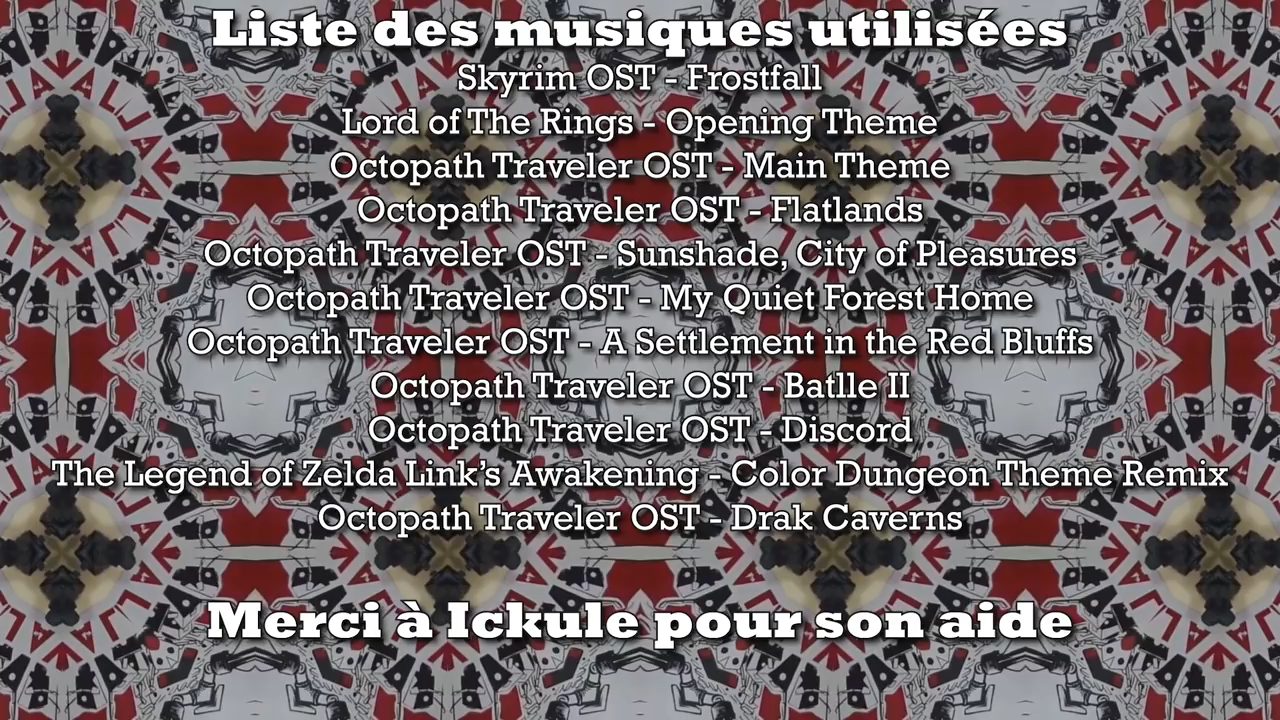 Liste des musiques utilisées
Skyrim OST - Frostfall
Lord of The Rings - Opening Theme
Octopath Traveler OST - Main Theme
Octopath Traveler OST - Flatlands
Octopath Traveler OST - Sunshade, City of Pleasures
Octopath Traveler OST - My Quiet Forest Home
Octopath Traveler OST - A Settlement in the Red Bluffs
Octopath Traveler OST - Batlle II
Octopath Traveler OST - Discord
The Legend of Zelda Link’s Awakening - Color Dungeon Theme Remix
Octopath Traveler OST - Drak Caverns
Merci à Ickule pour son aide